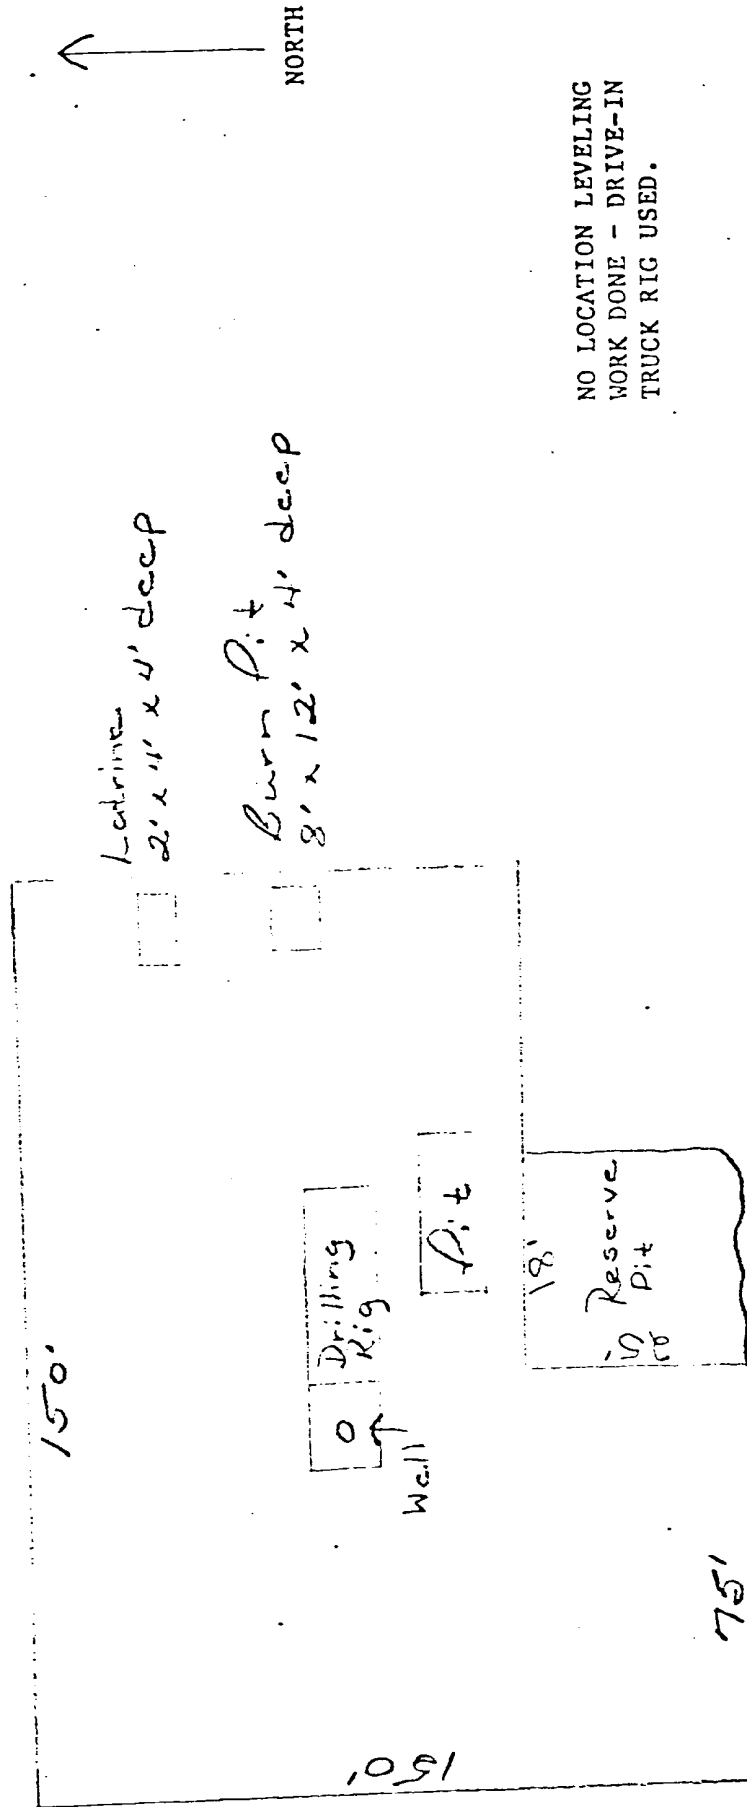 NORTH
NO LOCATION LEVELING
WORK DONE - DRIVE-IN
TRUCK RIG USED.
Latrine
2' x 4' x 4' deep
Burn Pit
8' x 12' x 4' deep
150'
Drilling
Rig
O
Well
Pit
18'
Reserve
Pit
75'
150'